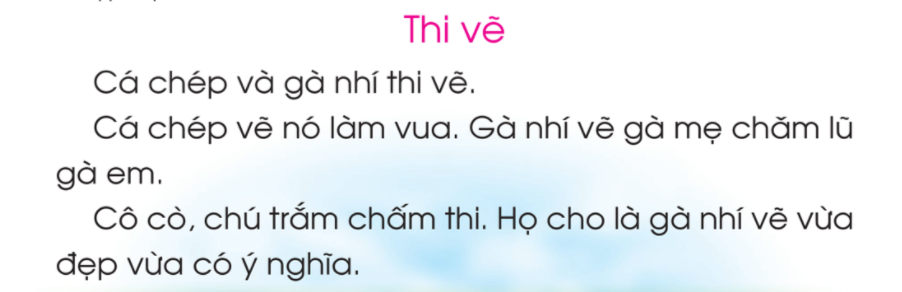 Thi vẽ
Cá chép và gà nhí thi vẽ.
Cá chép vẽ nó làm vua. Gà nhí vẽ gà mẹ chăm lũ
gà em.
Cô cò, chú trắm chấm thi. Họ cho là gà nhí vẽ vừa
đẹp vừa có ý nghĩa.